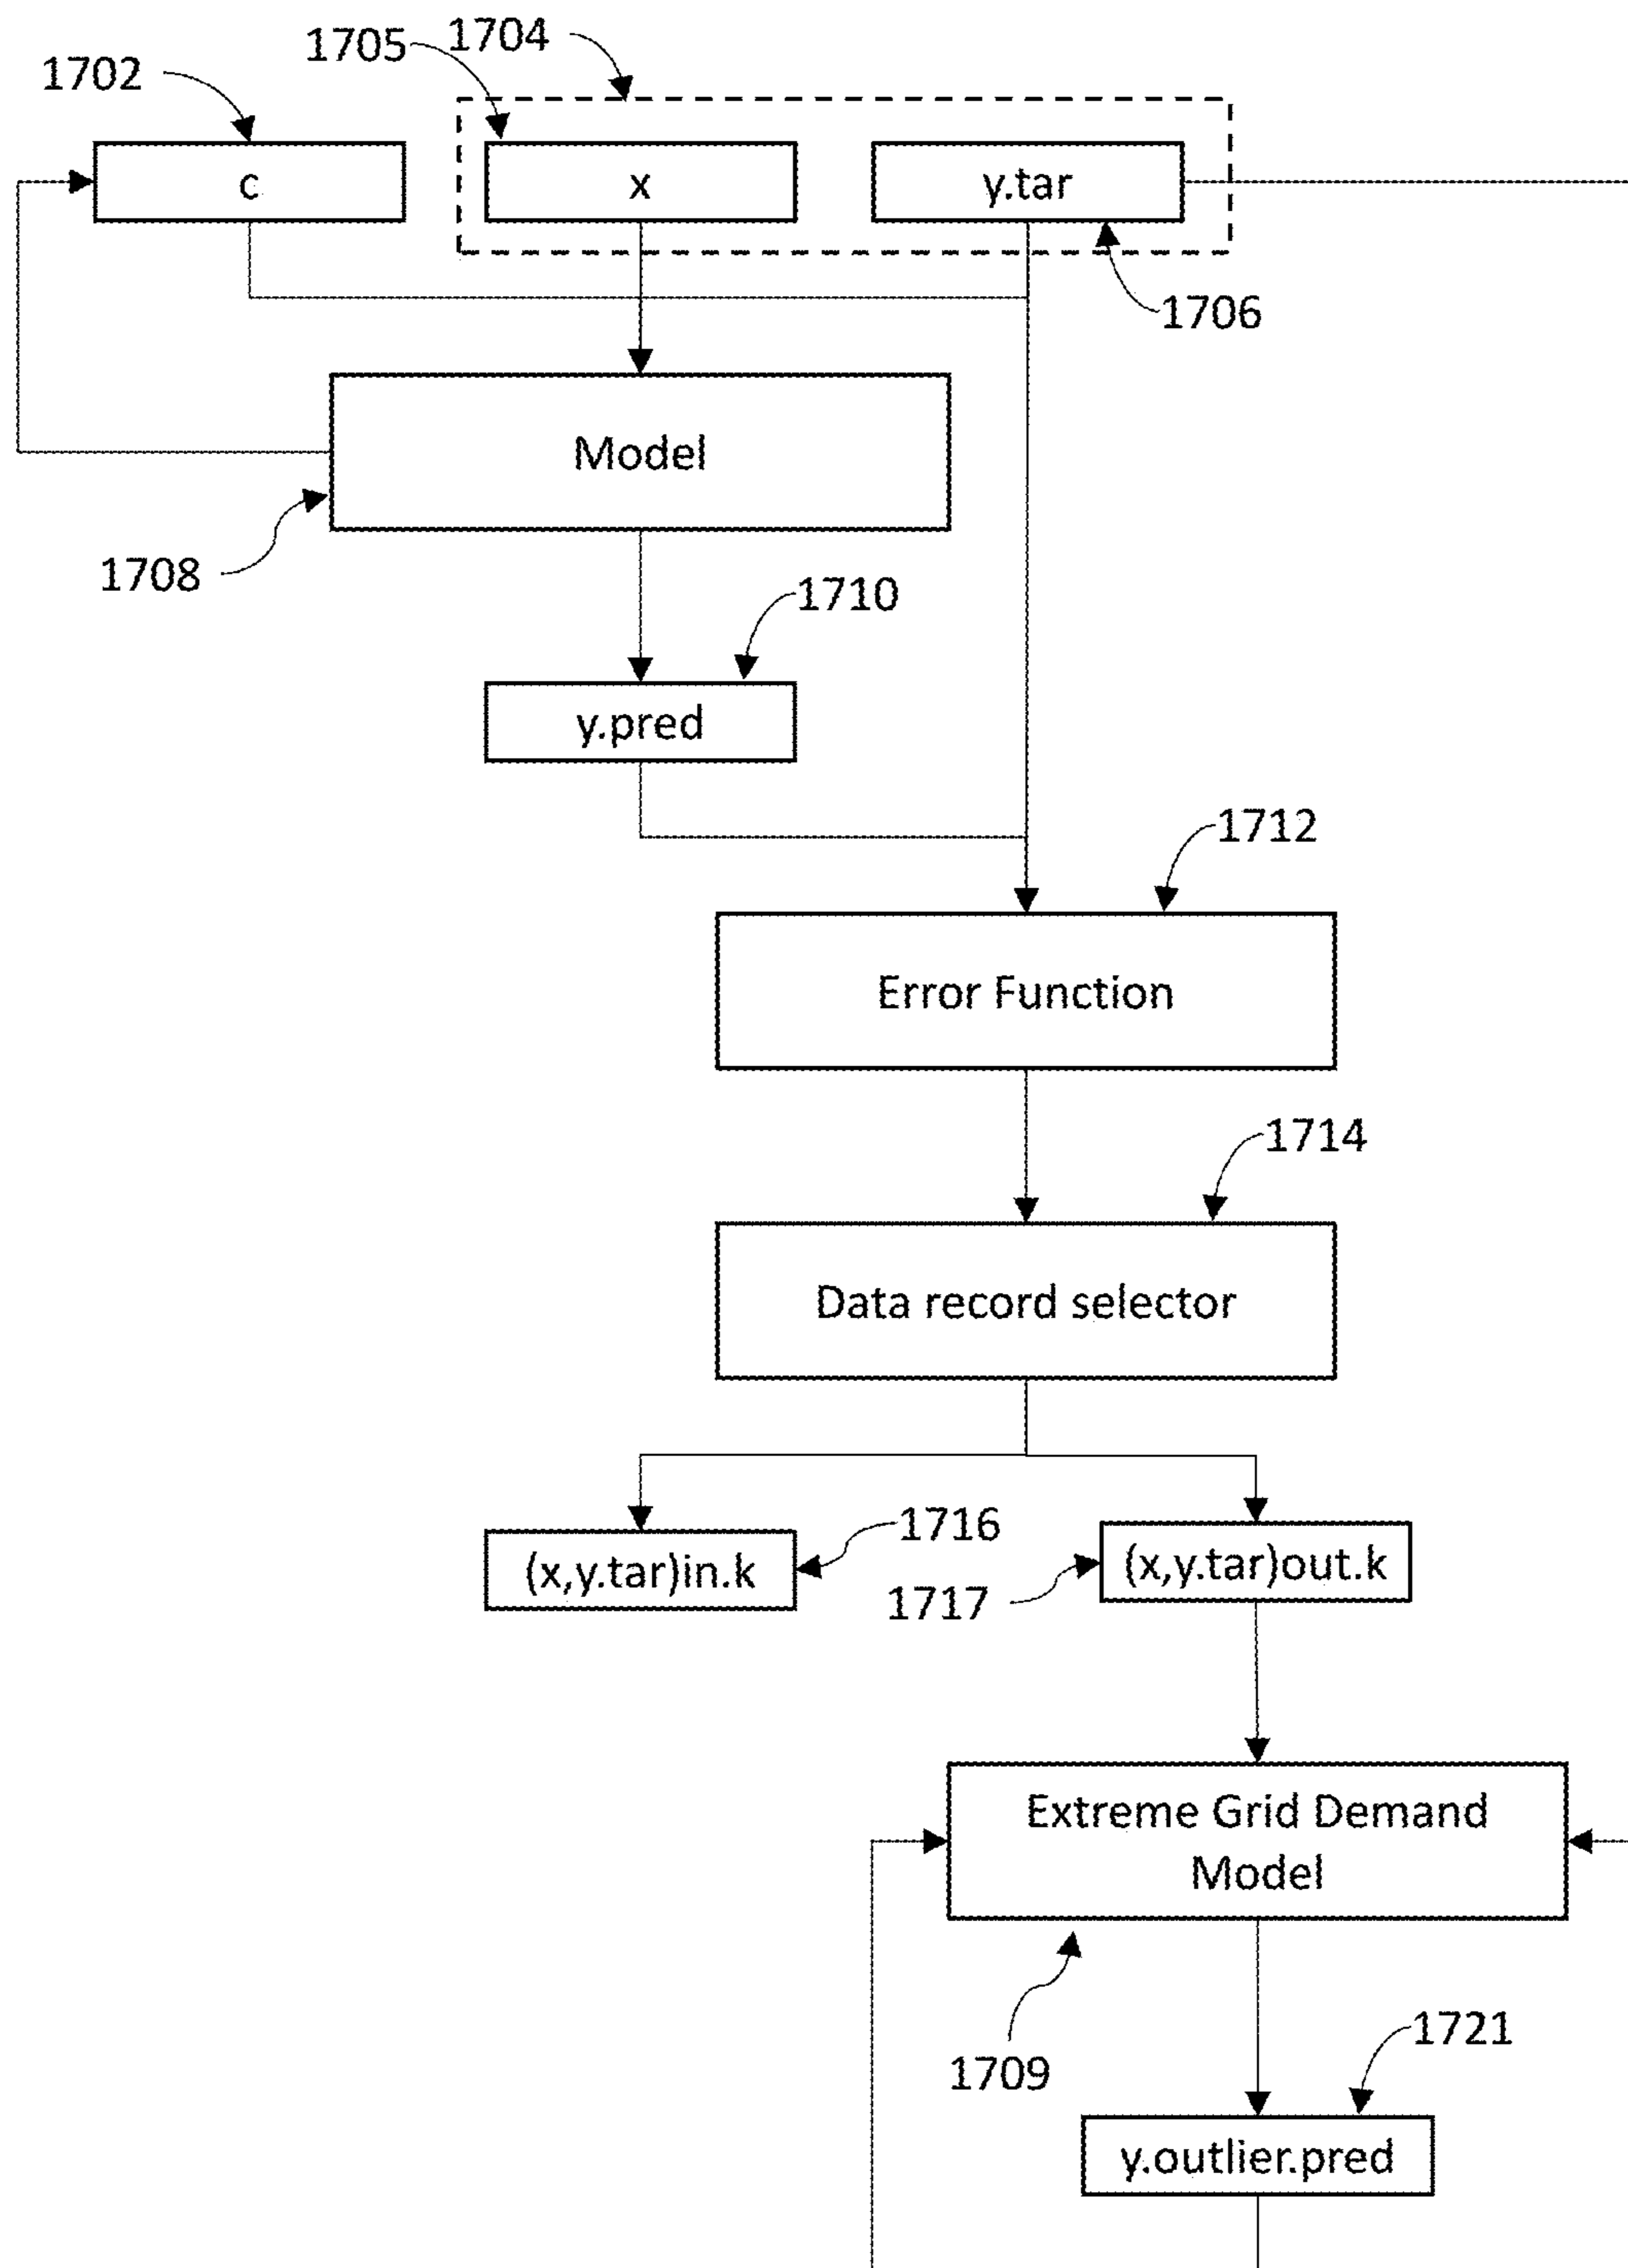 1705 1704
1702
c
x
y.tar
1706
Model
1708
1710
y.pred
1712
Error Function
1714
Data record selector
1716
(x,y.tar)in.k
(x,y.tar)out.k
1717
Extreme Grid Demand
Model
1709
1721
y.outlier.pred